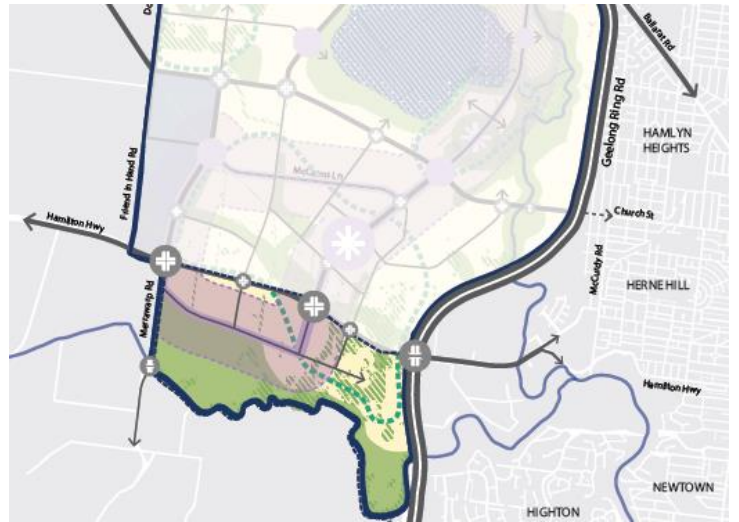 Ballarat Rd
Geelong Ring Rd
HAMLYN
HEIGHTS
Friend In Hand Rd
McCann Ln
Church St
Hamilton Hwy
McCurdy Rd
HERNE HILL
Merrawarp Rd
Hamilton Hwy
NEWTOWN
HIGHTON